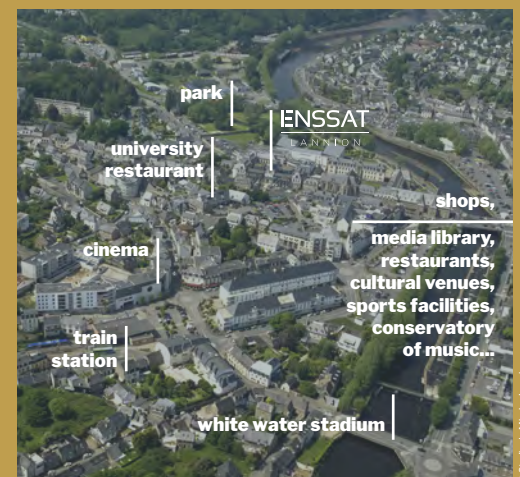 park
ENSSAT
LANNION
university
restaurant
shops,
media library,
restaurants,
cultural venues,
sports facilities,
conservatory
of music...
cinema
train
station
white water stadium